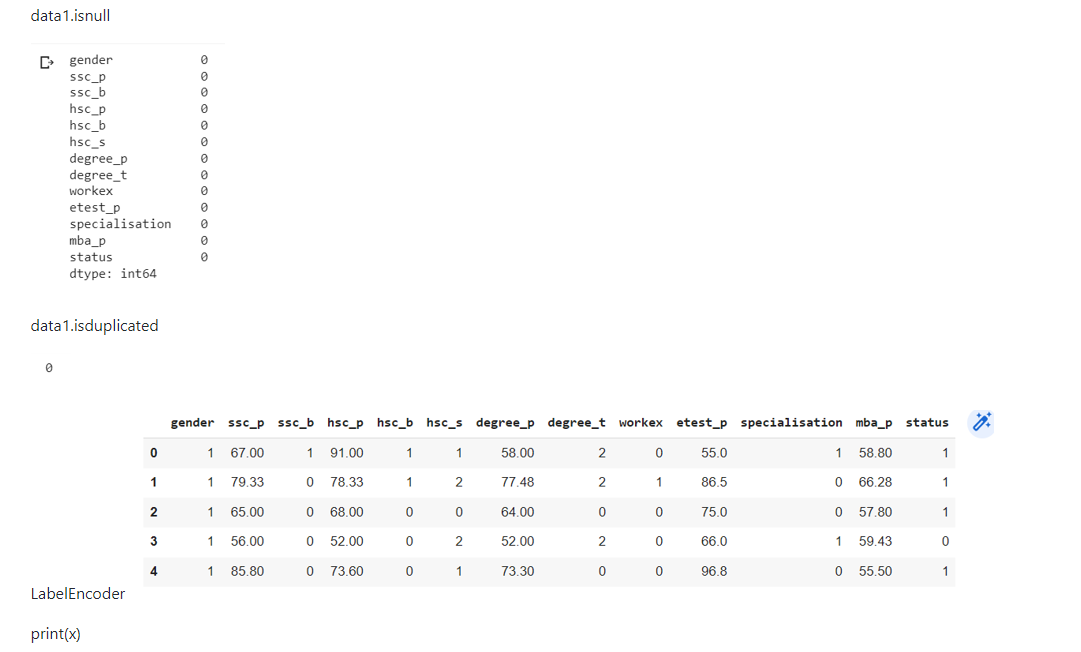 data1.isnull
gender 0
ssc_p 0
ssc_b 0
hsc_p 0
hsc_b 0
hsc_s 0
degree_p 0
degree_t 0
workex 0
etest_p 0
specialisation 0
mba_p 0
status 0
dtype: int64
data1.isduplicated
0
gender ssc_p ssc_b hsc_p hsc_b hsc_s degree_p degree_t workex etest_p specialisation mba_p status
0 1 67.00 1 91.00 1 1 58.00 2 0 55.0 1 58.80 1
1 1 79.33 0 78.33 1 2 77.48 2 1 86.5 0 66.28 1
2 1 65.00 0 68.00 0 0 64.00 0 0 75.0 0 57.80 1
3 1 56.00 0 52.00 0 2 52.00 2 0 66.0 1 59.43 0
4 1 85.80 0 73.60 0 1 73.30 0 0 96.8 0 55.50 1
LabelEncoder
print(x)